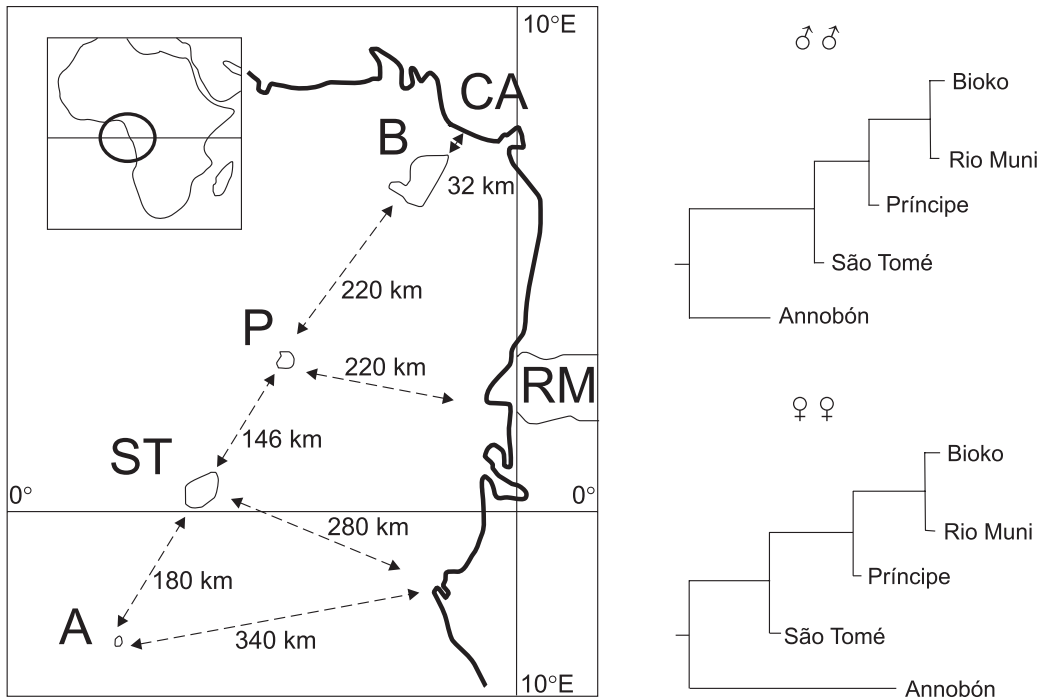 10°E
CA
B
32 km
220 km
P
220 km
RM
146 km
ST
0°
0°
280 km
180 km
A
340 km
10°E
♂♂
Bioko
Rio Muni
Príncipe
São Tomé
Annobón
♀♀
Bioko
Rio Muni
Príncipe
São Tomé
Annobón